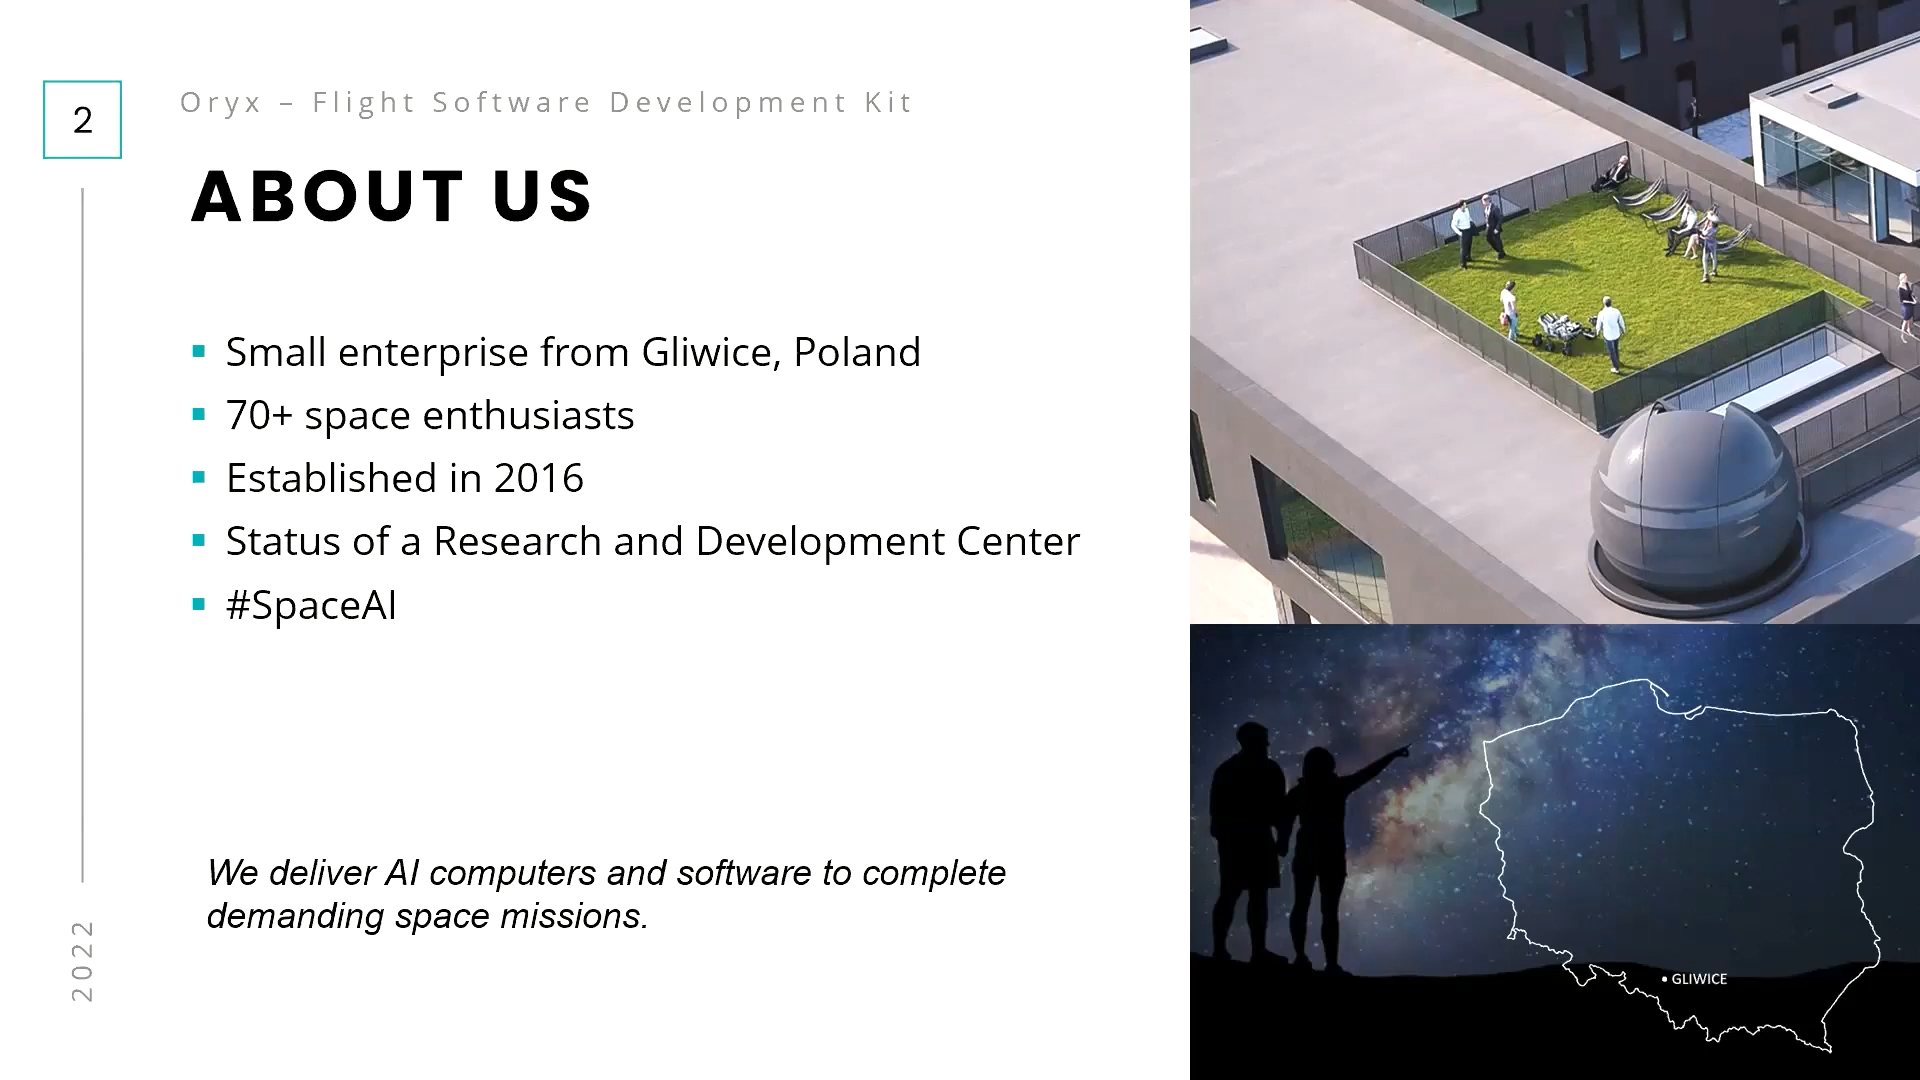 2
Oryx – Flight Software Development Kit
ABOUT US
Small enterprise from Gliwice, Poland
70+ space enthusiasts
Established in 2016
Status of a Research and Development Center
#SpaceAI
We deliver AI computers and software to complete
demanding space missions.
2022
GLIWICE